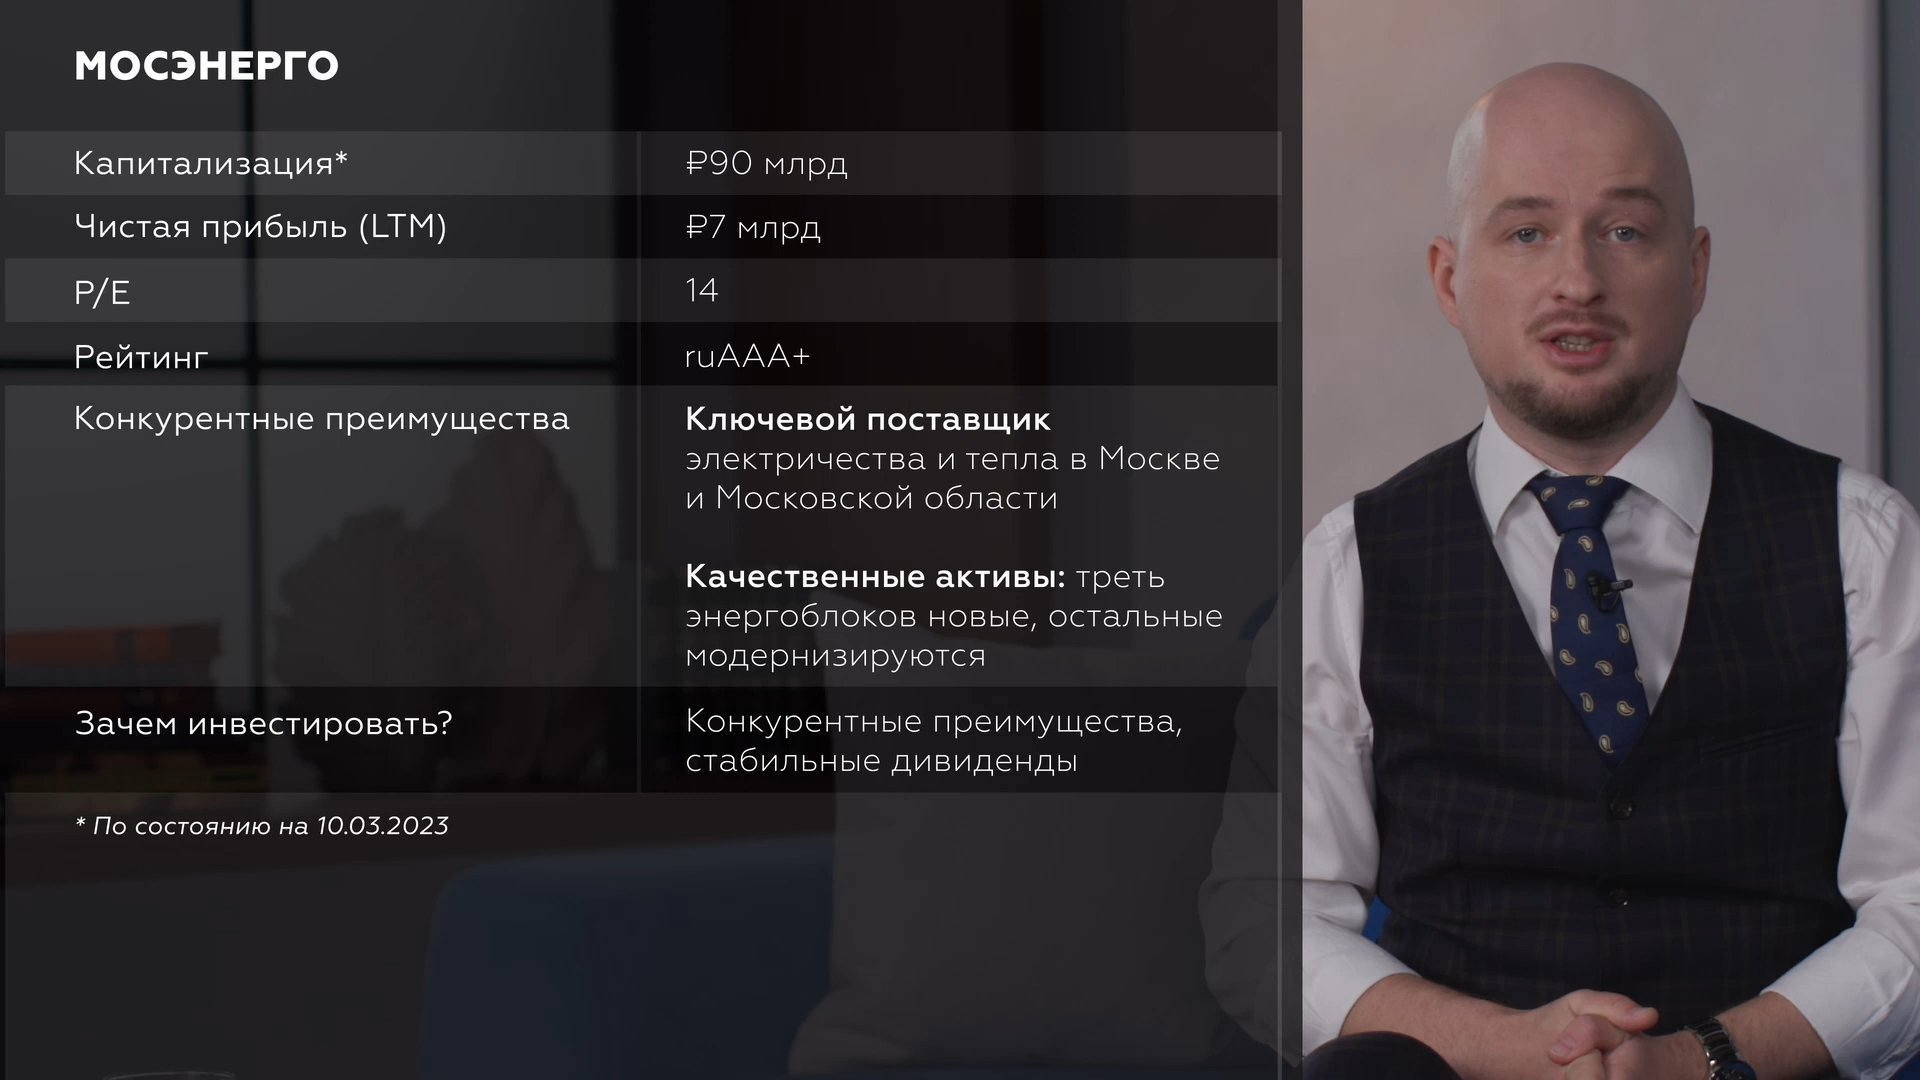 МОСЭНЕРГО
Капитализация*
₽90 млрд
Чистая прибыль (LTM)
₽7 млрд
P/E
14
Рейтинг
ruAAA+
Конкурентные преимущества
Ключевой поставщик
электричества и тепла в Москве
и Московской области
Качественные активы: треть
энергоблоков новые, остальные
модернизируются
Зачем инвестировать?
Конкурентные преимущества,
стабильные дивиденды
* По состоянию на 10.03.2023